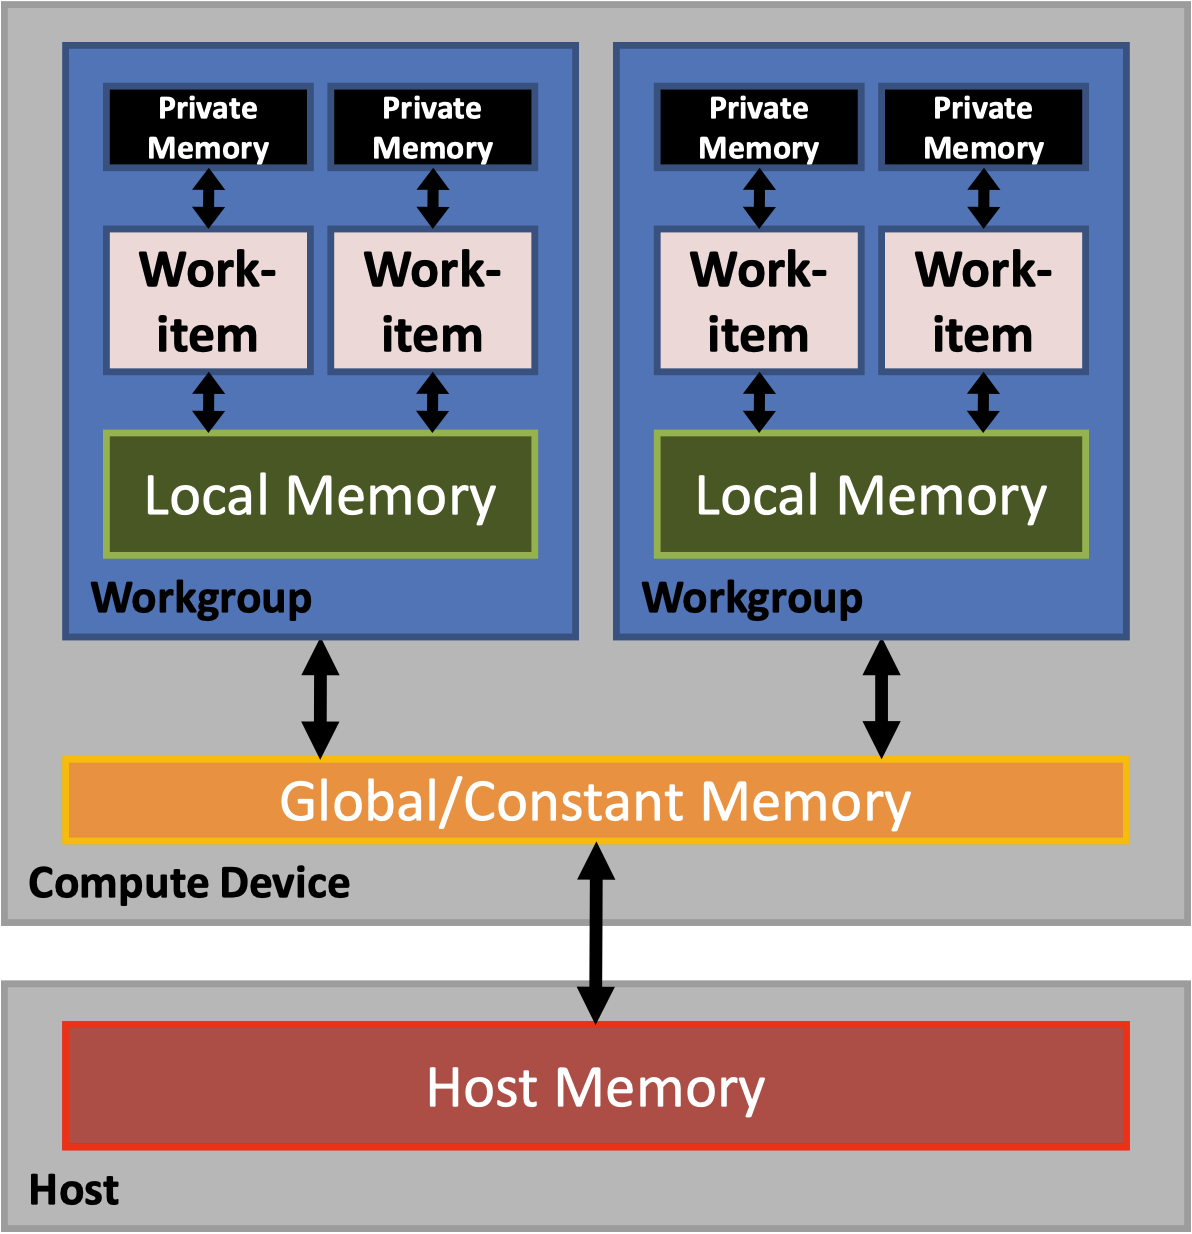 Private
Memory
Private
Memory
Private
Memory
Private
Memory
Work-
item
Work-
item
Work-
item
Work-
item
Local Memory
Local Memory
Workgroup
Workgroup
Global/Constant Memory
Compute Device
Host Memory
Host